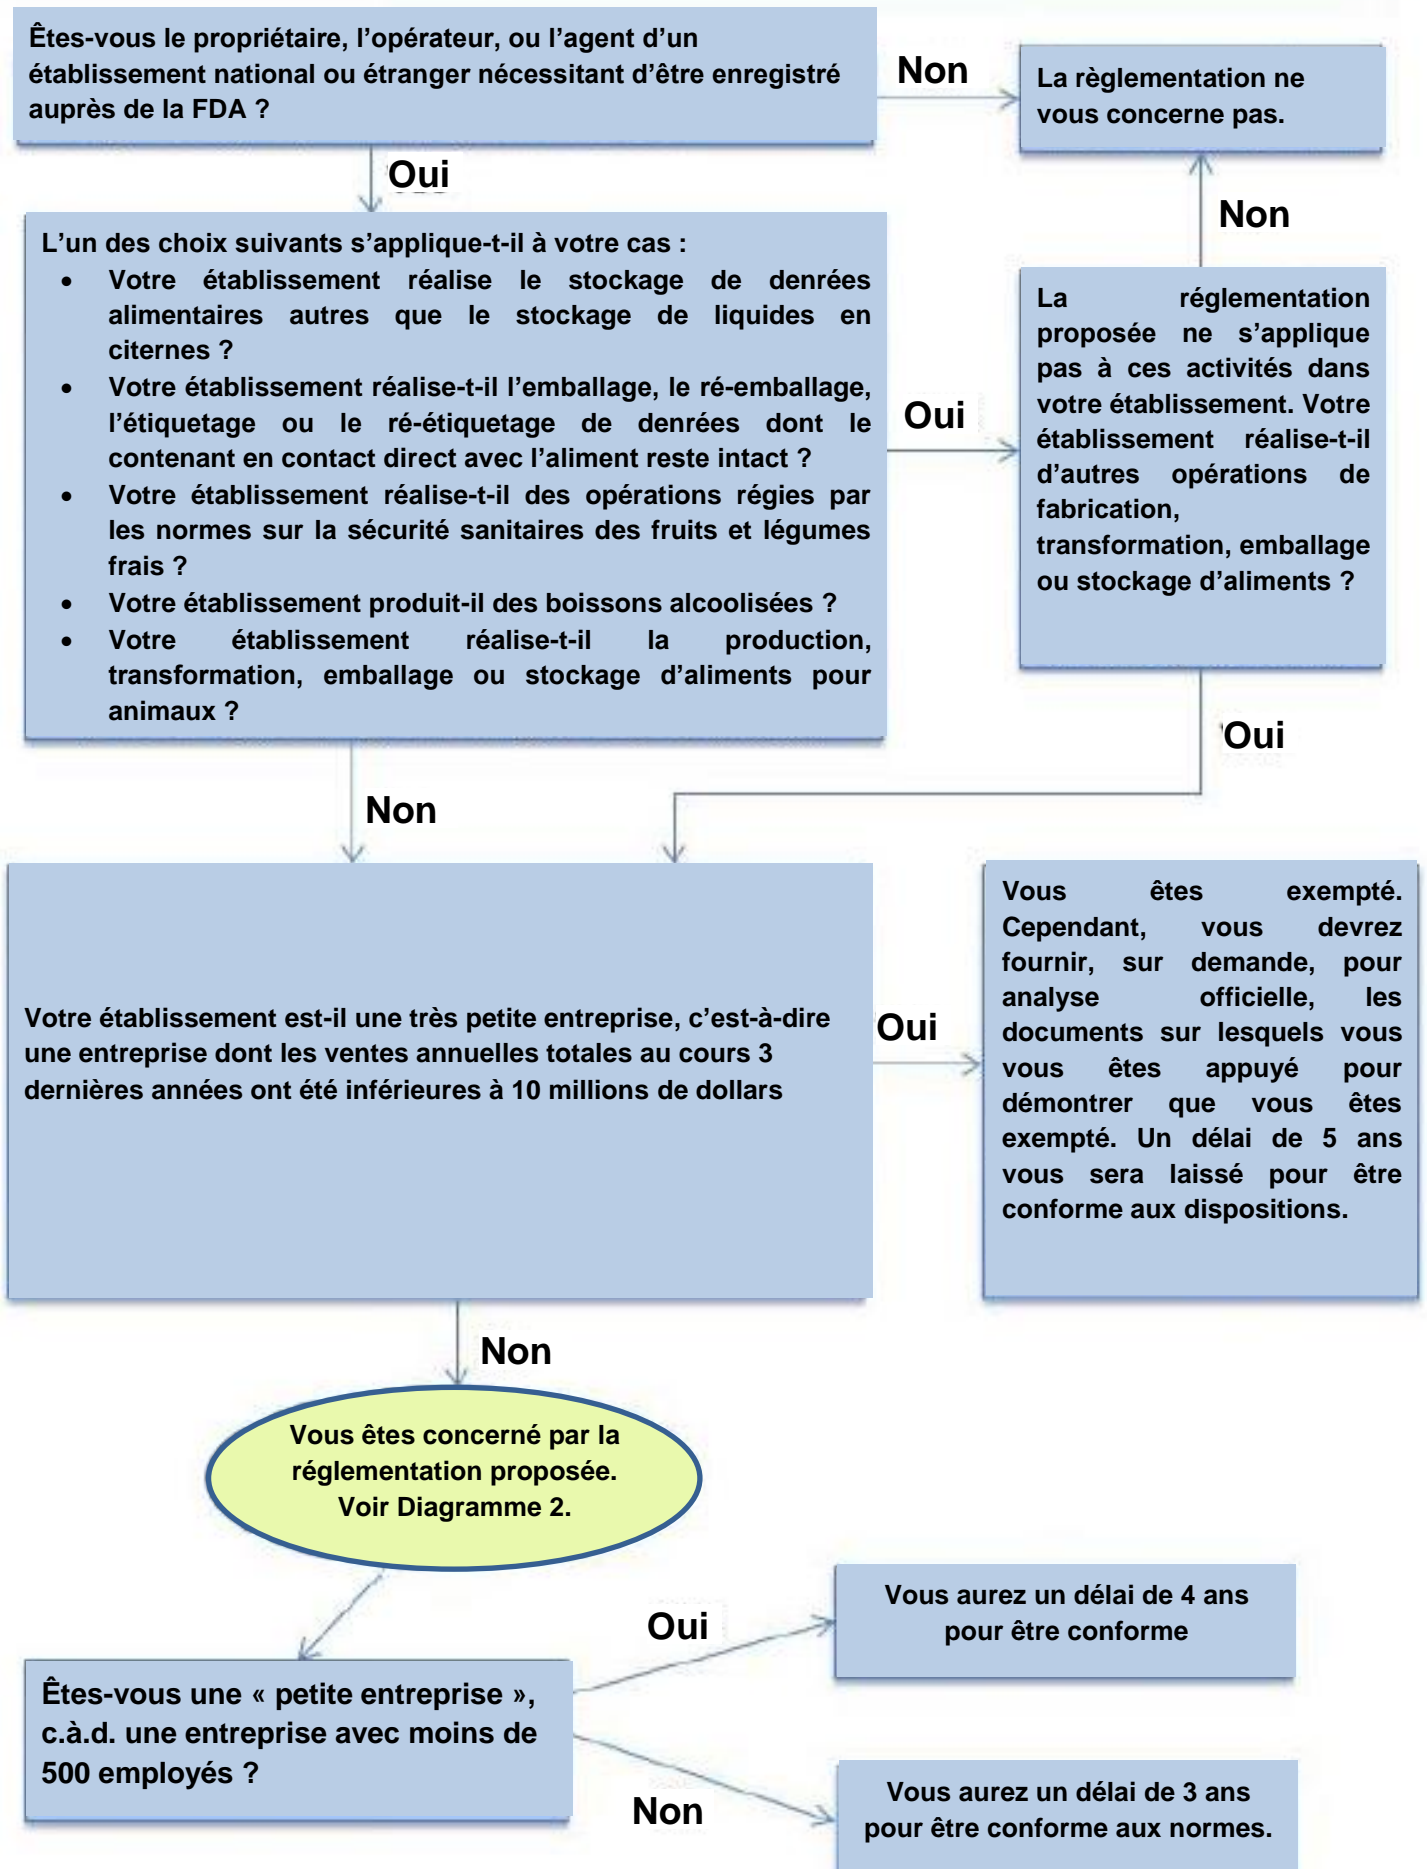 Êtes-vous le propriétaire, l'opérateur, ou l'agent d'un
établissement national ou étranger nécessitant d'être enregistré
auprès de la FDA ?
Non
La règlementation ne
vous concerne pas.
Oui
Non
L'un des choix suivants s'applique-t-il à votre cas :
• Votre établissement réalise le stockage de denrées
alimentaires autres que le stockage de liquides en
citernes ?
• Votre établissement réalise-t-il l'emballage, le ré-emballage,
l'étiquetage ou le ré-étiquetage de denrées dont le
contenant en contact direct avec l'aliment reste intact ?
• Votre établissement réalise-t-il des opérations régies par
les normes sur la sécurité sanitaires des fruits et légumes
frais ?
• Votre établissement produit-il des boissons alcoolisées ?
• Votre établissement réalise-t-il la production,
transformation, emballage ou stockage d'aliments pour
animaux ?
Oui
La réglementation
proposée ne s'applique
pas à ces activités dans
votre établissement. Votre
établissement réalise-t-il
d'autres opérations de
fabrication,
transformation, emballage
ou stockage d'aliments ?
Oui
Non
Votre établissement est-il une très petite entreprise, c'est-à-dire
une entreprise dont les ventes annuelles totales au cours 3
dernières années ont été inférieures à 10 millions de dollars
Oui
Vous êtes exempté.
Cependant, vous devrez
fournir, sur demande, pour
analyse officielle, les
documents sur lesquels vous
vous êtes appuyé pour
démontrer que vous êtes
exempté. Un délai de 5 ans
vous sera laissé pour être
conforme aux dispositions.
Non
Vous êtes concerné par la
réglementation proposée.
Voir Diagramme 2.
Êtes-vous une « petite entreprise »,
c.à.d. une entreprise avec moins de
500 employés ?
Oui
Vous aurez un délai de 4 ans
pour être conforme
Non
Vous aurez un délai de 3 ans
pour être conforme aux normes.